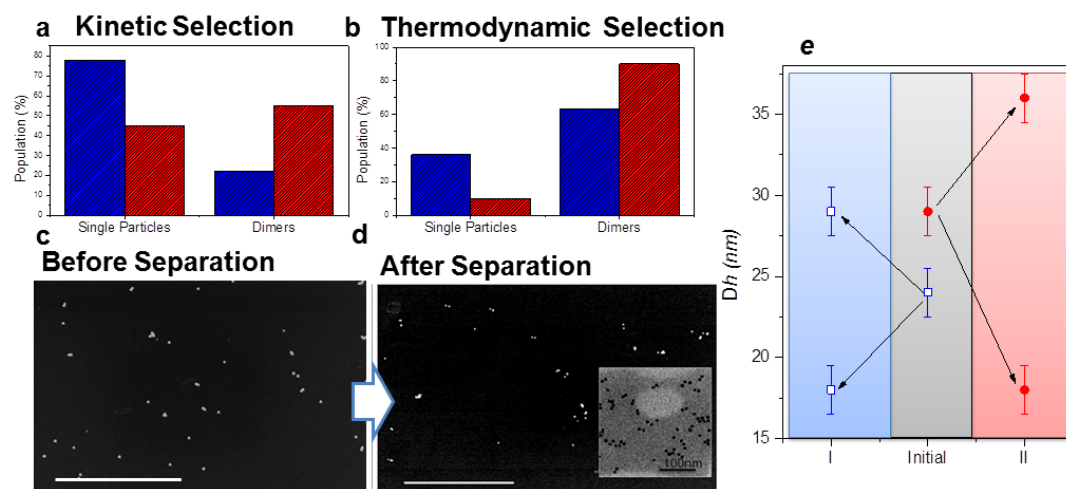 a Kinetic Selection
b Thermodynamic Selection
Population (%)
80
70
60
50
40
30
20
10
0
Single Particles Dimers
Population (%)
100
80
60
40
20
0
Single Particles Dimers
c
Before Separation
d
After Separation
100nm
e
Dh (nm)
35
30
25
20
15
I Initial II